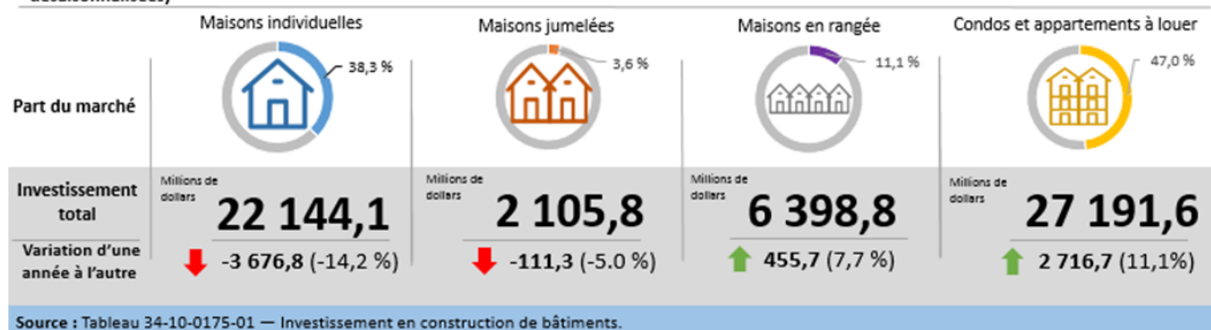 Maisons individuelles
Maisons jumelées
Maisons en rangée
Condos et appartements à louer
Part du marché
38,3 %
3,6 %
11,1 %
47,0 %
Investissement
total
Millions de
dollars
22 144,1
Millions de
dollars
2 105,8
Millions de
dollars
6 398,8
Millions de
dollars
27 191,6
Variation d'une
année à l'autre
-3 676,8 (-14,2 %)
-111,3 (-5.0 %)
455,7 (7,7 %)
2 716,7 (11,1%)
Source : Tableau 34-10-0175-01 — Investissement en construction de bâtiments.